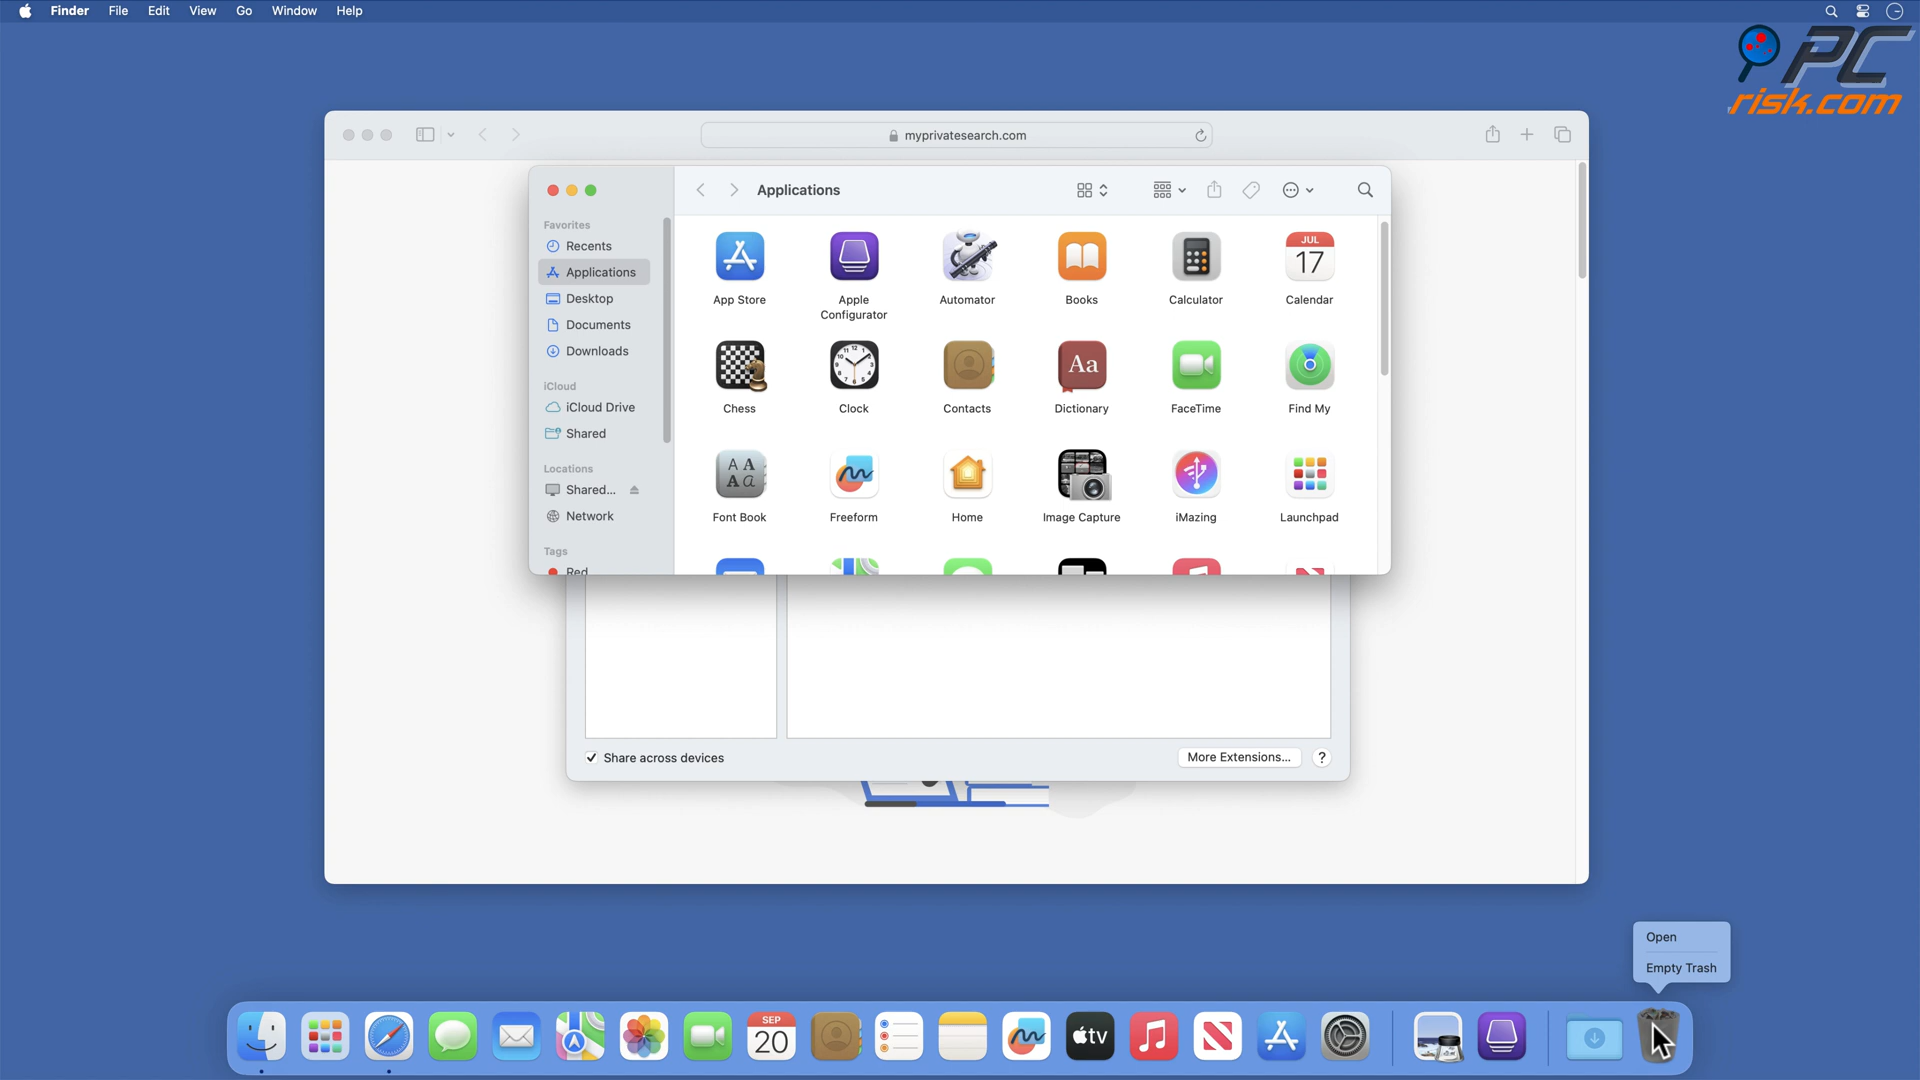 Finder File Edit View Go Window Help
PC
risk.com
myprivatesearch.com
Applications
Favorites
Recents
Applications
Desktop
Documents
Downloads
iCloud
iCloud Drive
Shared
Locations
Shared...
Network
Tags
Red
JUL
17
App Store Apple Configurator Automator Books Calculator Calendar
Aa
Chess Clock Contacts Dictionary FaceTime Find My
A A
A a
Font Book Freeform Home Image Capture iMazing Launchpad
Share across devices
More Extensions... ?
Open
Empty Trash
SEP
20
tv